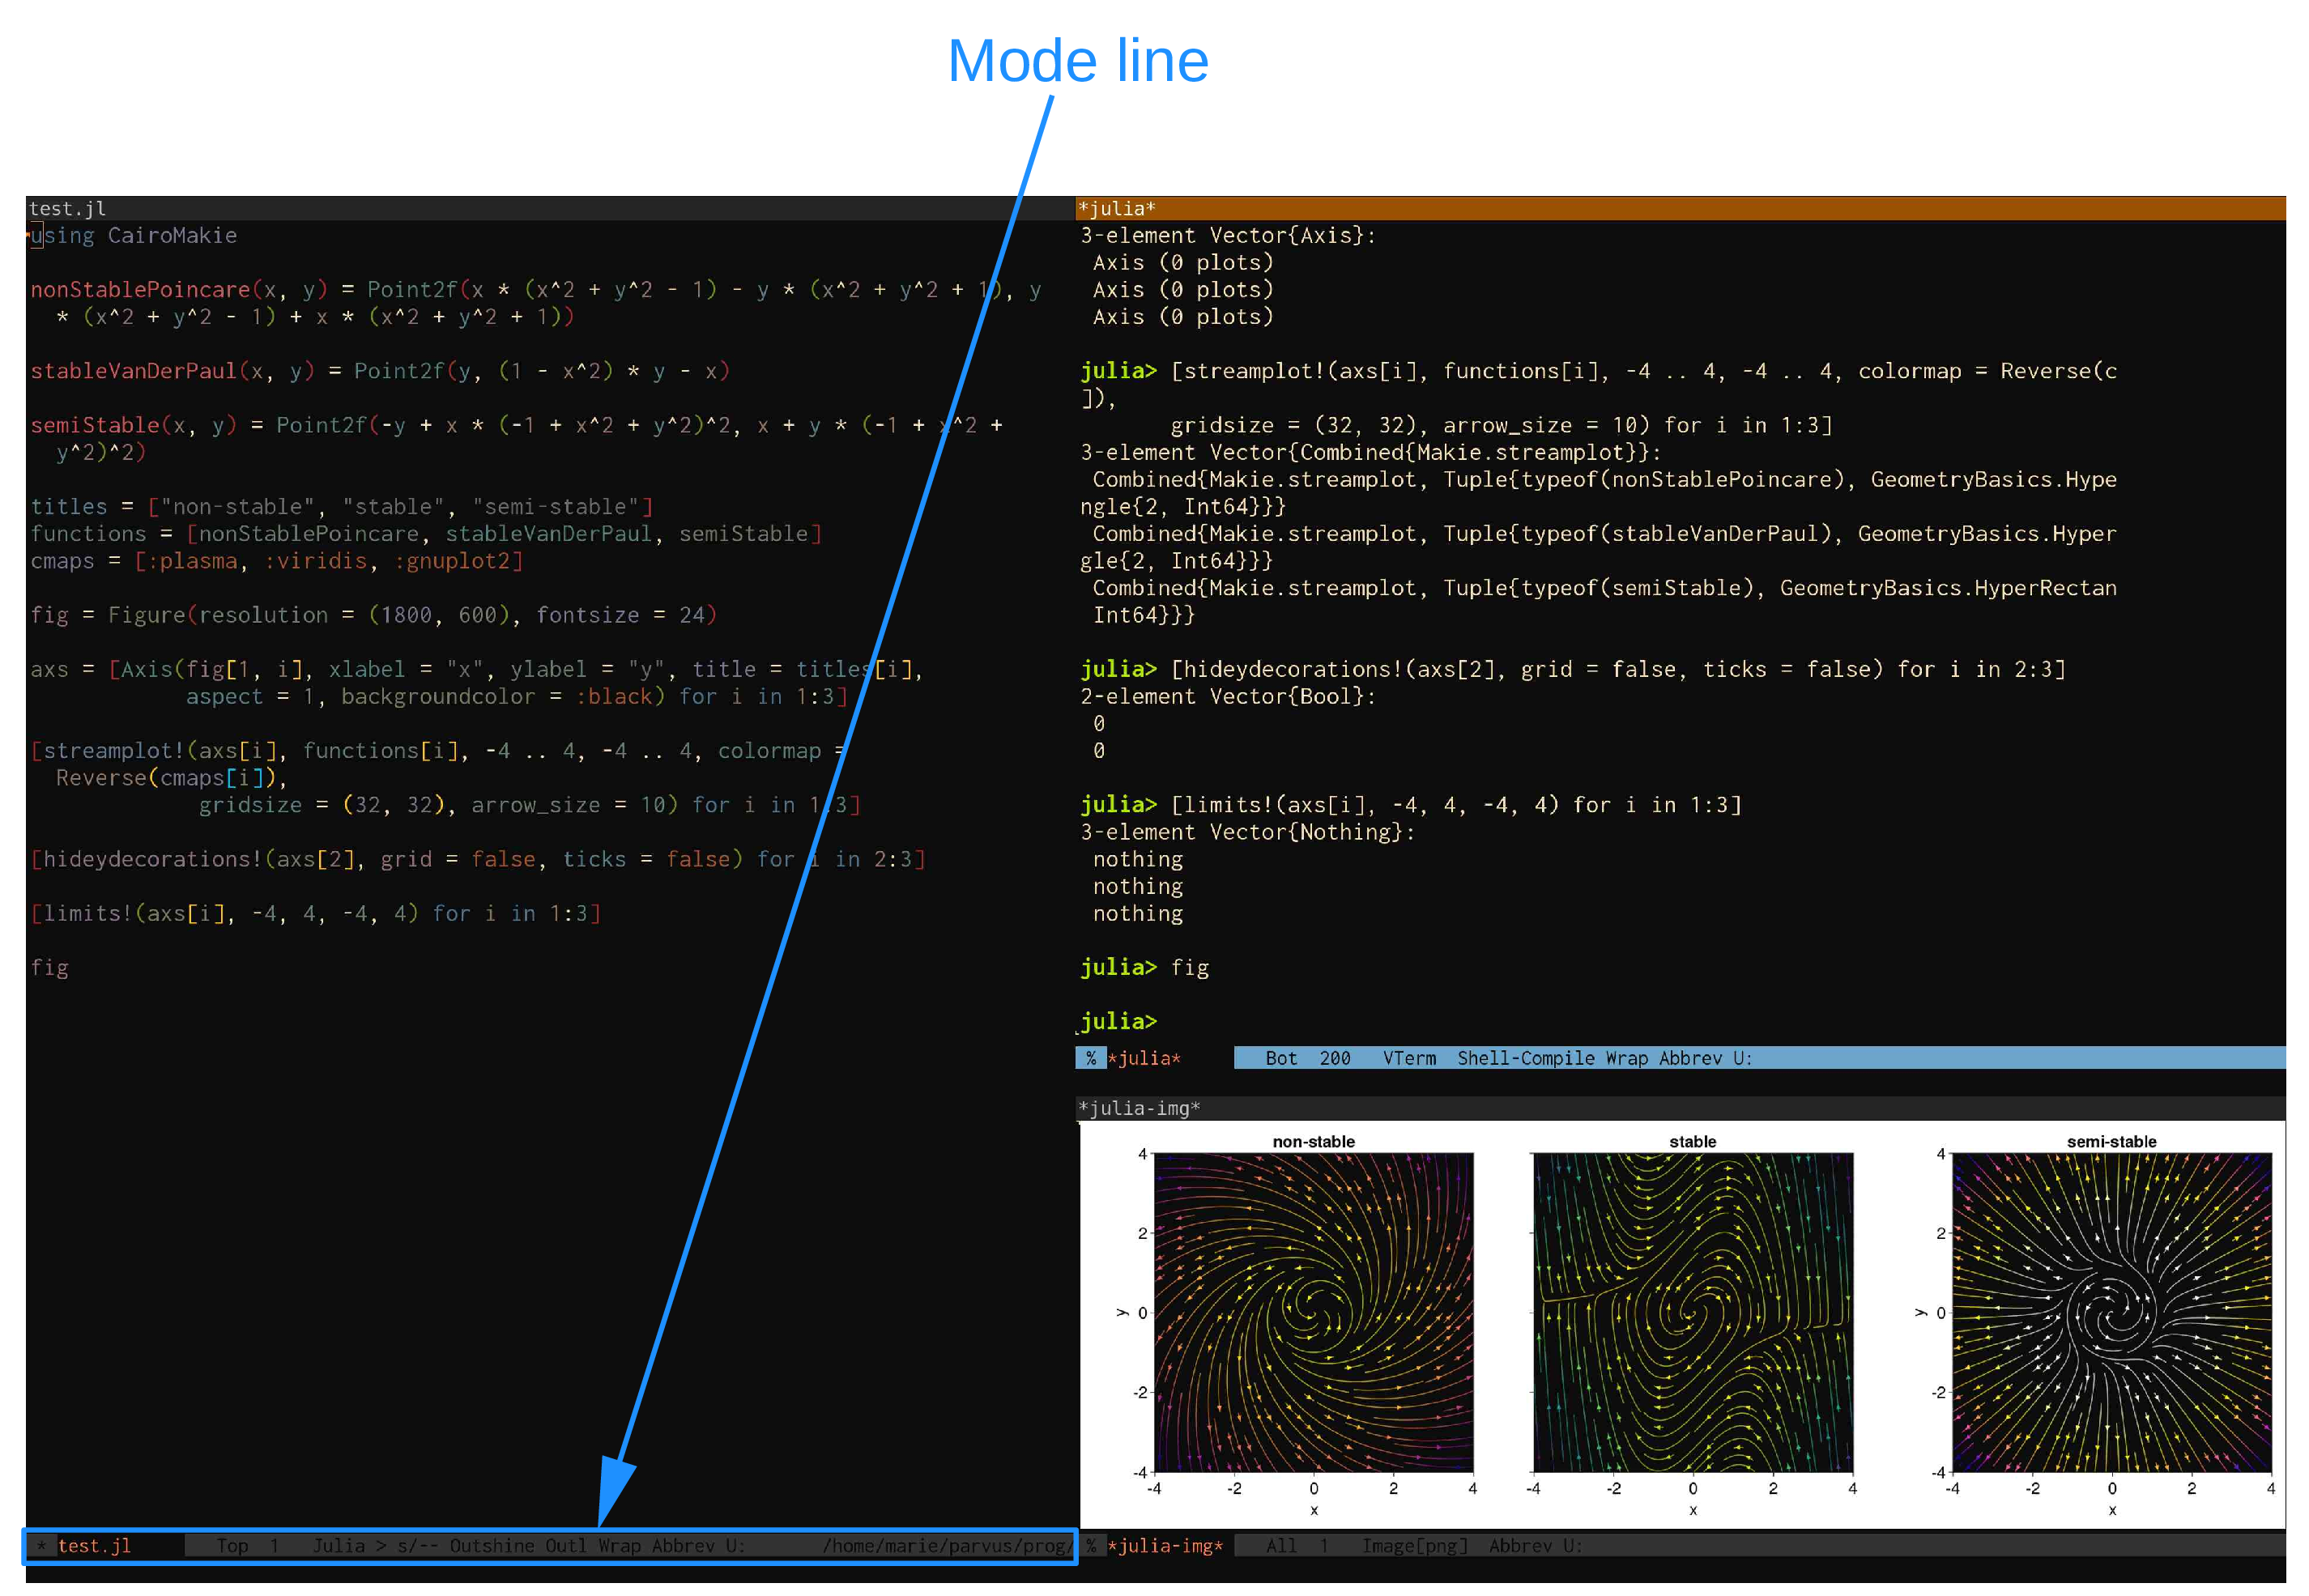 Mode line
test.jl
using CairoMakie
nonStablePoincare(x, y) = Point2f(x * (x^2 + y^2 - 1) - y * (x^2 + y^2 + 1), y
* (x^2 + y^2 - 1) + x * (x^2 + y^2 + 1))
stableVanDerPaul(x, y) = Point2f(y, (1 - x^2) * y - x)
semiStable(x, y) = Point2f(-y + x * (-1 + x^2 + y^2)^2, x + y * (-1 + x^2 +
y^2)^2)
titles = ["non-stable", "stable", "semi-stable"]
functions = [nonStablePoincare, stableVanDerPaul, semiStable]
cmaps = [:plasma, :viridis, :gnuplot2]
fig = Figure(resolution = (1800, 600), fontsize = 24)
axs = [Axis(fig[1, i], xlabel = "x", ylabel = "y", title = titles[i],
aspect = 1, backgroundcolor = :black) for i in 1:3]
[streamplot!(axs[i], functions[i], -4 .. 4, -4 .. 4, colormap =
Reverse(cmaps[i]),
gridsize = (32, 32), arrow_size = 10) for i in 1:3]
[hideydecorations!(axs[2], grid = false, ticks = false) for i in 2:3]
[limits!(axs[i], -4, 4, -4, 4) for i in 1:3]
fig
* test.jl Top 1 Julia > s/-- Outshine Outl Wrap Abbrev U: /home/marie/parvus/prog/
*julia*
3-element Vector{Axis}:
Axis (0 plots)
Axis (0 plots)
Axis (0 plots)
julia> [streamplot!(axs[i], functions[i], -4 .. 4, -4 .. 4, colormap = Reverse(c
]),
gridsize = (32, 32), arrow_size = 10) for i in 1:3]
3-element Vector{Combined{Makie.streamplot}}:
Combined{Makie.streamplot, Tuple{typeof(nonStablePoincare), GeometryBasics.Hype
ngle{2, Int64}}}
Combined{Makie.streamplot, Tuple{typeof(stableVanDerPaul), GeometryBasics.Hyper
gle{2, Int64}}}
Combined{Makie.streamplot, Tuple{typeof(semiStable), GeometryBasics.HyperRectan
Int64}}}
julia> [hideydecorations!(axs[2], grid = false, ticks = false) for i in 2:3]
2-element Vector{Bool}:
0
0
julia> [limits!(axs[i], -4, 4, -4, 4) for i in 1:3]
3-element Vector{Nothing}:
nothing
nothing
nothing
julia> fig
julia>
% *julia* Bot 200 VTerm Shell-Compile Wrap Abbrev U:
*julia-img*
non-stable stable semi-stable
4 4
2 2
y 0 y 0
-2 -2
-4 -4
-4 -2 0 2 4 -4 -2 0 2 4 -4 -2 0 2 4
x x x
% *julia-img* All 1 Image[png] Abbrev U: